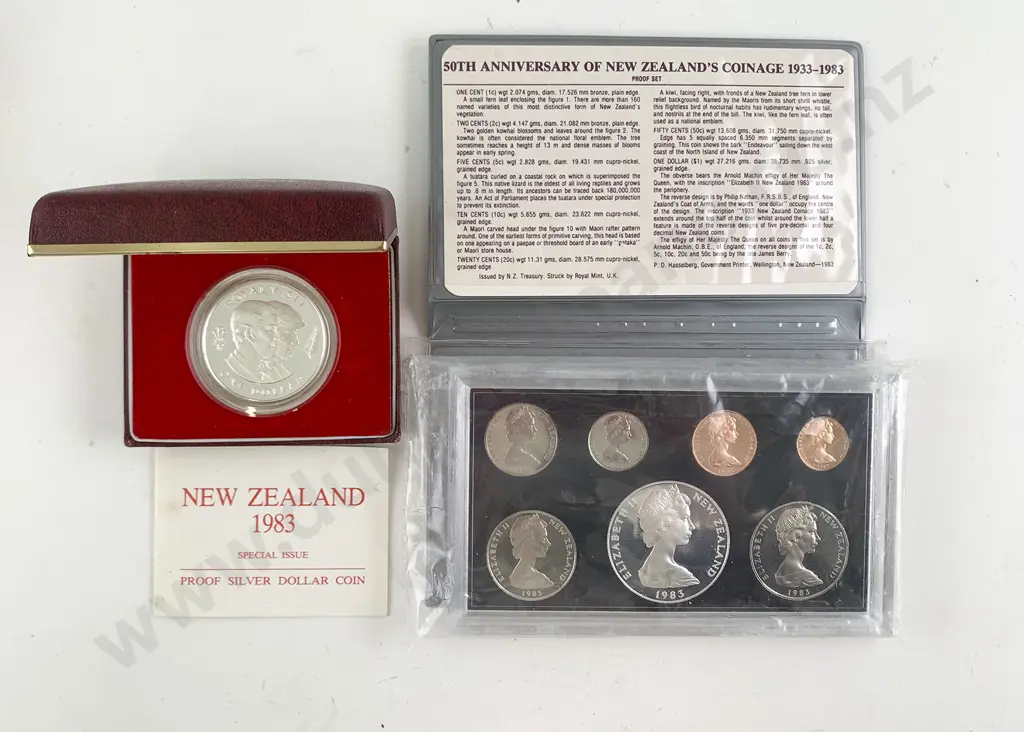 50TH ANNIVERSARY OF NEW ZEALAND'S COINAGE 1933-1983
PROOF SET
ONE CENT (1c) wgt 2.074 gms, diam. 17.526 mm bronze, plain edge.
A small fern leaf enclosing the figure 1. There are more than 160
named varieties of this most distinctive form of New Zealand's
vegetation.
TWO CENTS (2c) wgt 4.147 gms, diam. 21.082 mm bronze, plain edge.
Two golden kowhai blossoms and leaves around the figure 2. The
kowhai is often considered the national floral emblem. The tree
sometimes reaches a height of 13 m and dense masses of blooms
appear in early spring.
FIVE CENTS (5c) wgt 2.828 gms, diam. 19.431 mm cupro-nickel,
grained edge.
A tuatara curled on a coastal rock on which is superimposed the
figure 5. This native lizard is the oldest of all living reptiles and grows
up to .6 m in length. Its ancestors can be traced back 180,000,000
years. An Act of Parliament places the tuatara under special protection
to prevent its extinction.
TEN CENTS (10c) wgt 5.655 gms, diam. 23.622 mm cupro-nickel,
grained edge.
A Maori carved head under the figure 10 with Maori rafter pattern
around. One of the earliest forms of primitive carving, this head is based
on one appearing on a paepae or threshold board of an early "pataka"
or Maori store house.
TWENTY CENTS (20c) wgt 11.31 gms, diam. 28.575 mm cupro-nickel,
grained edge
Issued by N.Z. Treasury. Struck by Royal Mint, U.K.
A kiwi, facing right, with fronds of a New Zealand tree fern in lower
relief background. Named by the Maoris from its short shrill whistle,
this flightless bird of nocturnal habits has rudimentary wings, no tail,
and nostrils at the end of the bill. The kiwi, like the fern leaf, is often
used as a national emblem.
FIFTY CENTS (50c) wgt 13.608 gms, diam. 31.750 mm cupro-nickel.
Edge has 5 equally spaced 6.350 mm segments separated by
graining. This coin shows the bark "Endeavour" sailing down the west
coast of the North Island of New Zealand.
ONE DOLLAR ($1) wgt 27.216 gms, diam. 38.735 mm .925 silver,
grained edge.
The obverse bears the Arnold Machin effigy of Her Majesty The
Queen, with the inscription "Elizabeth II New Zealand 1983" around
the periphery.
The reverse design is by Philip Nathan, F.R.S.B.S., of England. New
Zealand's Coat of Arms, and the words "one dollar" occupy the centre
of the design. The inscription "1933 New Zealand Coinage 1983"
extends around the top half of the coin whilst around the lower half a
feature is made of the reverse designs of five pre-decimal and four
decimal New Zealand coins.
The effigy of Her Majesty The Queen on all coins in this set is by
Arnold Machin, O.B.E., of England, the reverse designs of the 1c, 2c,
5c, 10c, 20c and 50c being by the late James Berry.
P. D. Hasselberg, Government Printer, Wellington, New Zealand—1983
ROYAL VISIT
ONE DOLLAR
NEW ZEALAND
1983
SPECIAL ISSUE
PROOF SILVER DOLLAR COIN
ELIZABETH II NEW ZEALAND
1983
ELIZABETH II NEW ZEALAND
1983
ELIZABETH II NEW ZEALAND
1983